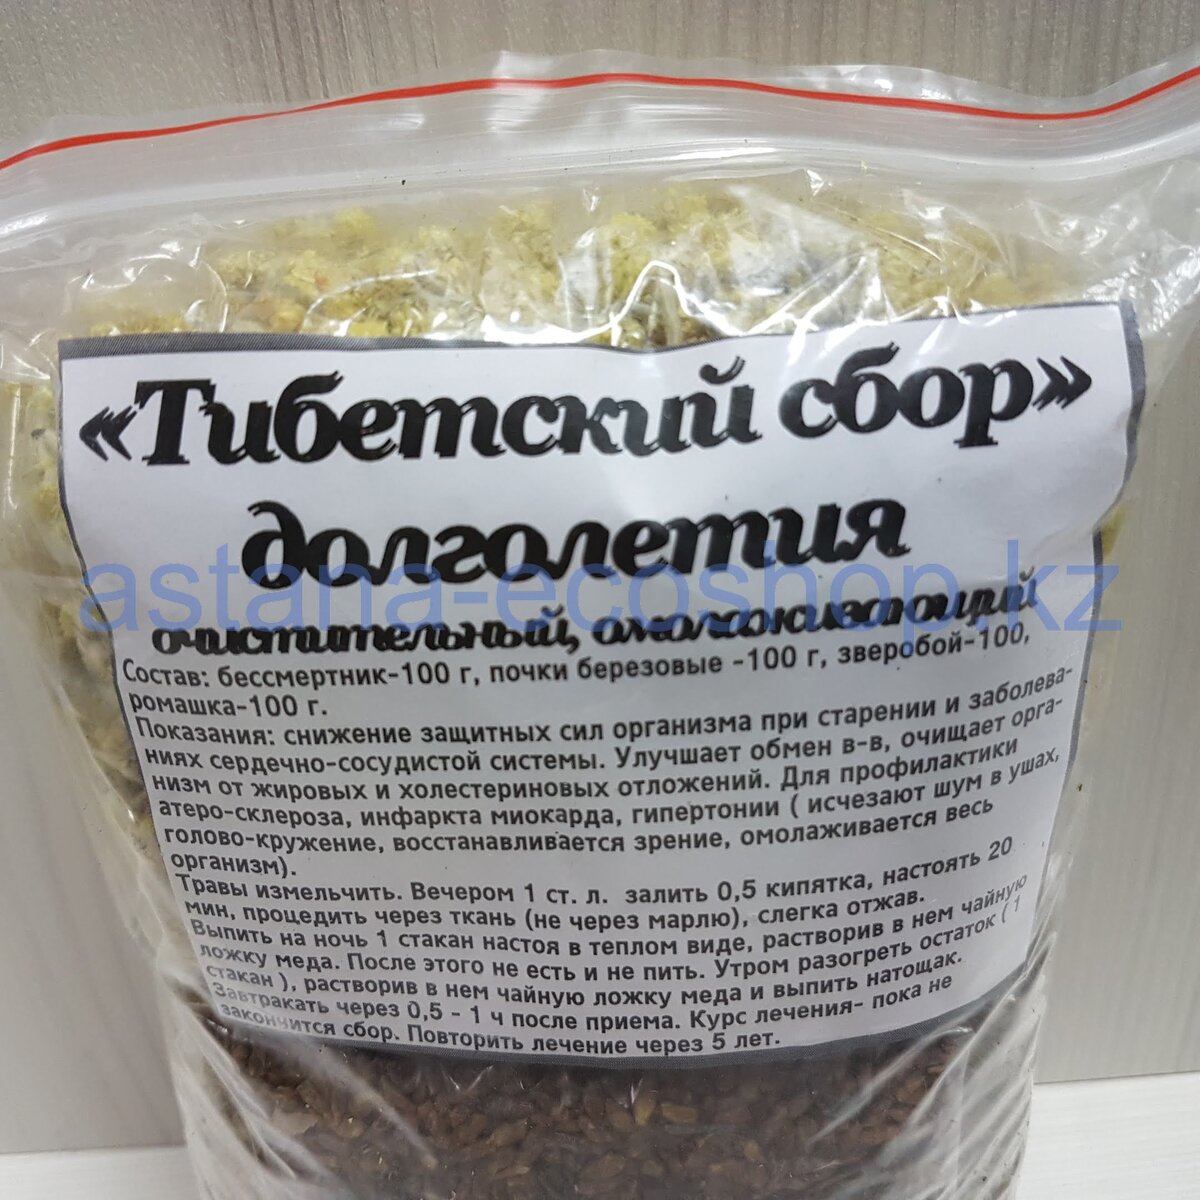 «Тибетский сбор»
долголетия
astana-ecoshop.kz
очистительный, омолаживающий
Состав: бессмертник-100 г, почки березовые -100 г, зверобой-100,
ромашка-100 г.
Показания: снижение защитных сил организма при старении и заболева-
ниях сердечно-сосудистой системы. Улучшает обмен в-в, очищает орга-
низм от жировых и холестериновых отложений. Для профилактики
атеро-склероза, инфаркта миокарда, гипертонии ( исчезают шум в ушах,
голово-кружение, восстанавливается зрение, омолаживается весь
организм).
Травы измельчить. Вечером 1 ст. л. залить 0,5 кипятка, настоять 20
мин, процедить через ткань (не через марлю), слегка отжав.
Выпить на ночь 1 стакан настоя в теплом виде, растворив в нем чайную
ложку меда. После этого не есть и не пить. Утром разогреть остаток ( 1
стакан ), растворив в нем чайную ложку меда и выпить натощак.
Завтракать через 0,5 - 1 ч после приема. Курс лечения- пока не
закончится сбор. Повторить лечение через 5 лет.